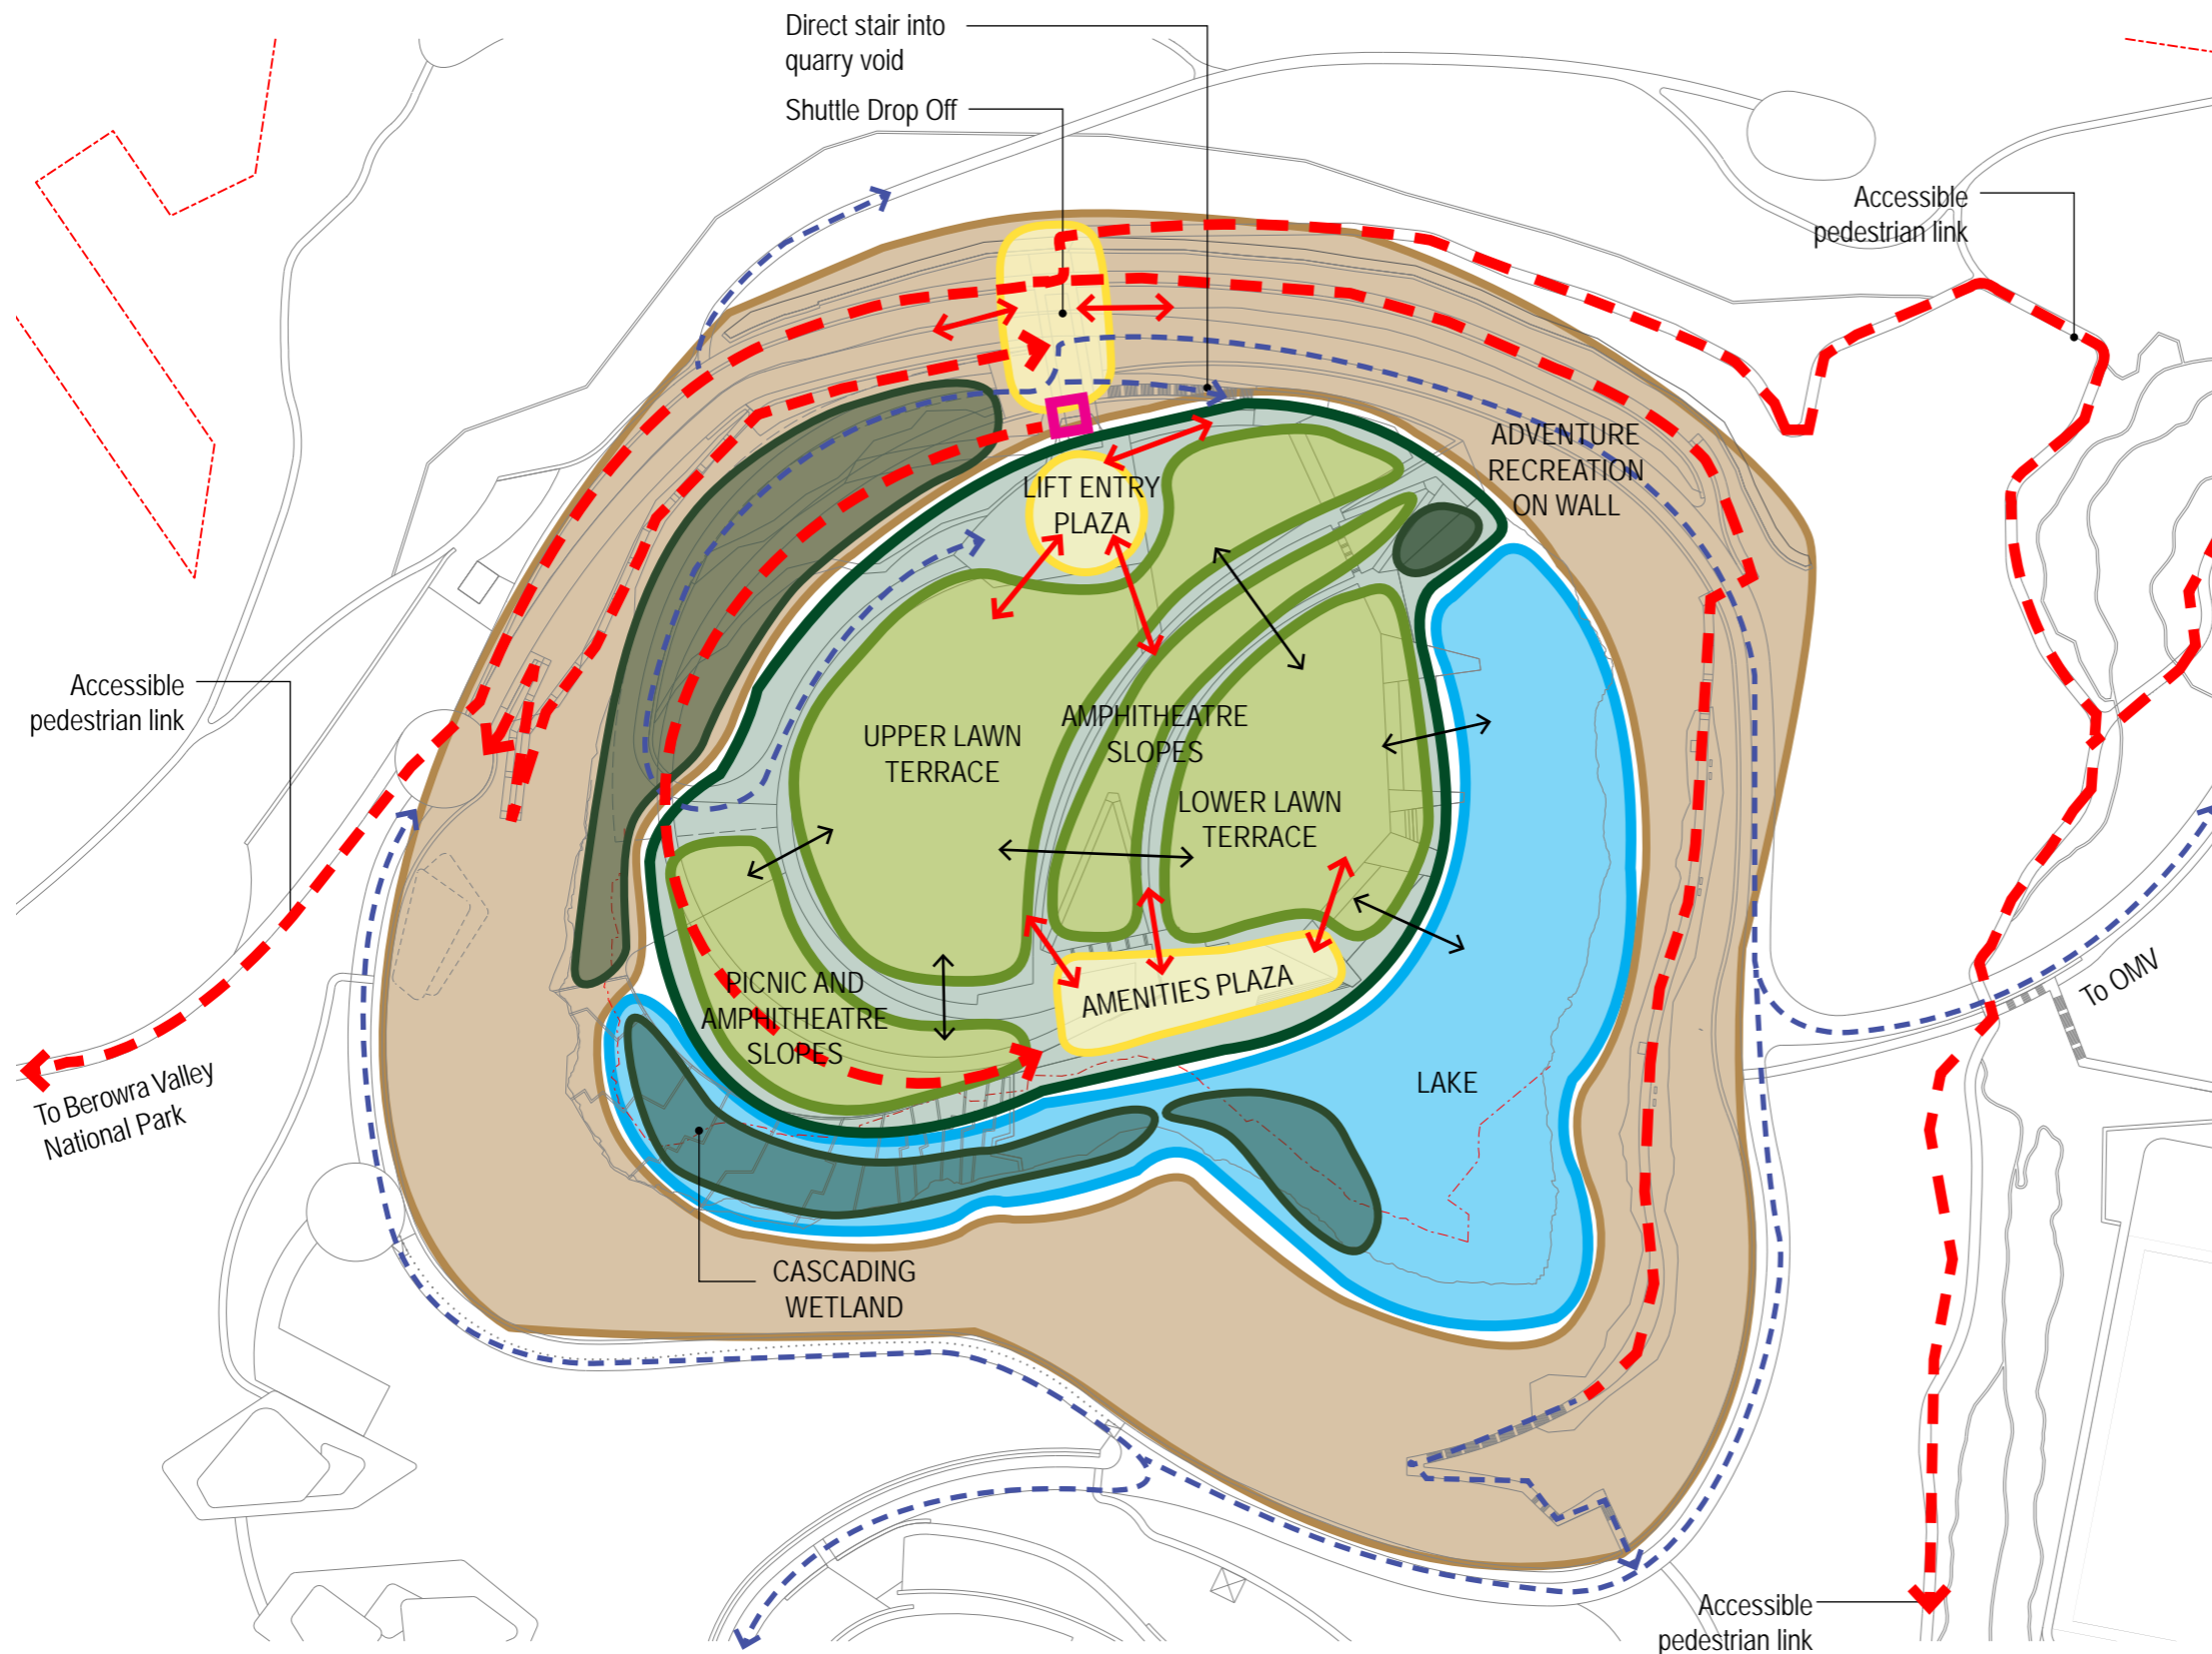 Direct stair into
quarry void
Shuttle Drop Off
Accessible
pedestrian link
ADVENTURE
RECREATION
ON WALL
LIFT ENTRY
PLAZA
Accessible
pedestrian link
UPPER LAWN
TERRACE
AMPHITHEATRE
SLOPES
LOWER LAWN
TERRACE
PICNIC AND
AMPHITHEATRE
SLOPES
AMENITIES PLAZA
To OMV
To Berowra Valley
National Park
LAKE
CASCADING
WETLAND
Accessible
pedestrian link